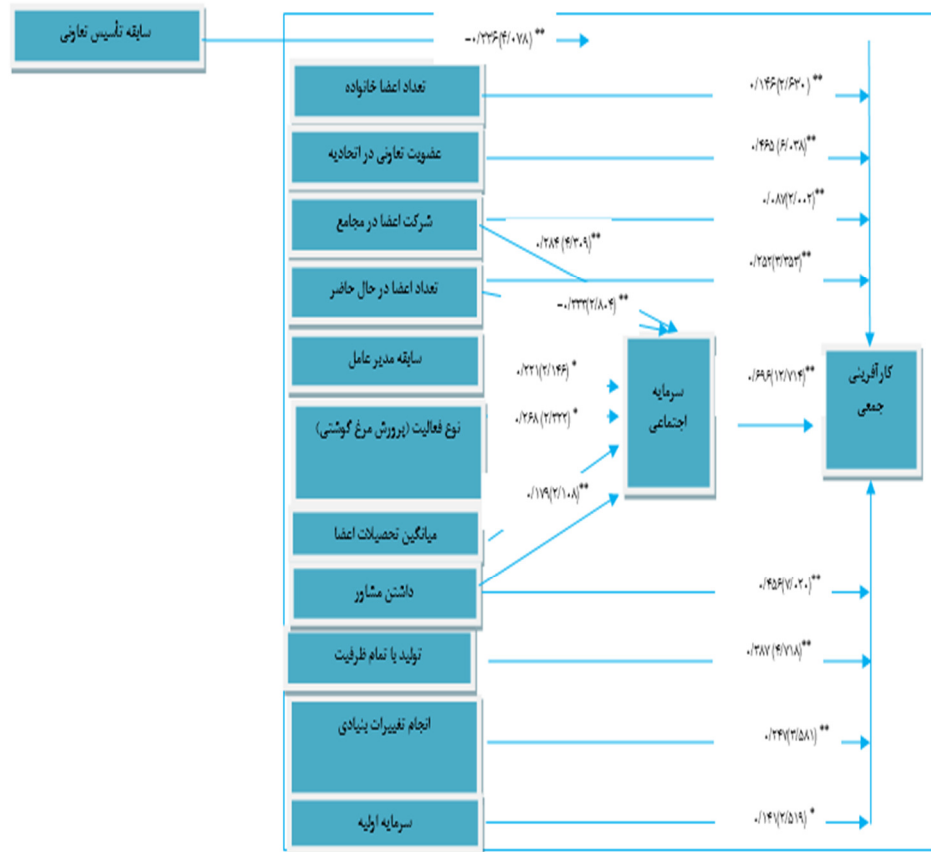 سابقه تأسیس تعاونی
-۰/۳۳۶(۴/۰۷۸) **
تعداد اعضا خانواده
۰/۱۴۶(۲/۶۳۰) **
عضویت تعاونی در اتحادیه
۰/۴۶۵ (۶/۰۳۸)**
شرکت اعضا در مجامع
۰/۰۸۷(۲/۰۰۲)**
۰/۲۸۴ (۴/۳۰۹)**
تعداد اعضا در حال حاضر
۰/۲۵۲(۳/۳۵۳)**
-۰/۳۳۳(۲/۸۰۴) **
سابقه مدیر عامل
۰/۲۲۱(۲/۱۴۶) *
سرمایه
اجتماعی
۰/۶۹۶(۱۲/۷۱۴)**
کارآفرینی
جمعی
نوع فعالیت (پرورش مرغ گوشتی)
۰/۲۶۸ (۲/۳۲۲) *
۰/۱۷۹(۲/۱۰۸)**
میانگین تحصیلات اعضا
داشتن مشاور
۰/۴۵۶(۷/۰۲۰)**
تولید با تمام ظرفیت
۰/۳۸۷(۴/۷۱۸)**
انجام تغییرات بنیادی
۰/۲۴۷(۳/۵۸۱) **
سرمایه اولیه
۰/۱۴۱(۲/۵۱۹) *